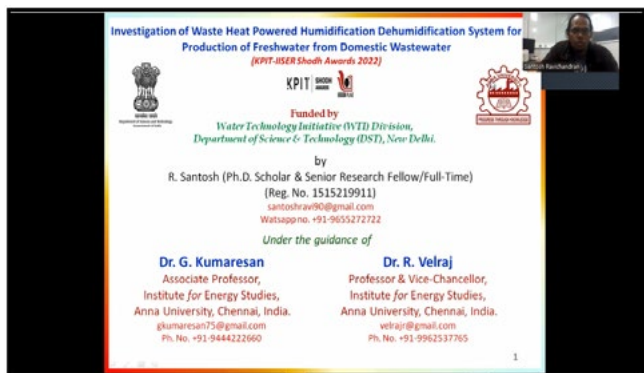 Investigation of Waste Heat Powered Humidification Dehumidification System for
Production of Freshwater from Domestic Wastewater
(KPIT-IISER Shodh Awards 2022)
KPIT | SHODH
AWARDS
Funded by
Water Technology Initiative (WTI) Division,
Department of Science & Technology (DST), New Delhi.
by
R. Santosh (Ph.D. Scholar & Senior Research Fellow/Full-Time)
(Reg. No. 1515219911)
santoshravi90@gmail.com
Watsapp no. +91-9655272722
Under the guidance of
Dr. G. Kumaresan
Associate Professor,
Institute for Energy Studies,
Anna University, Chennai, India.
gkumaresan75@gmail.com
Ph. No. +91-9444222660
Dr. R. Velraj
Professor & Vice-Chancellor,
Institute for Energy Studies,
Anna University, Chennai, India.
velrajr@gmail.com
Ph. No. +91-9962537765
1
Santosh Ravichandran
PROGRESS THROUGH KNOWLEDGE